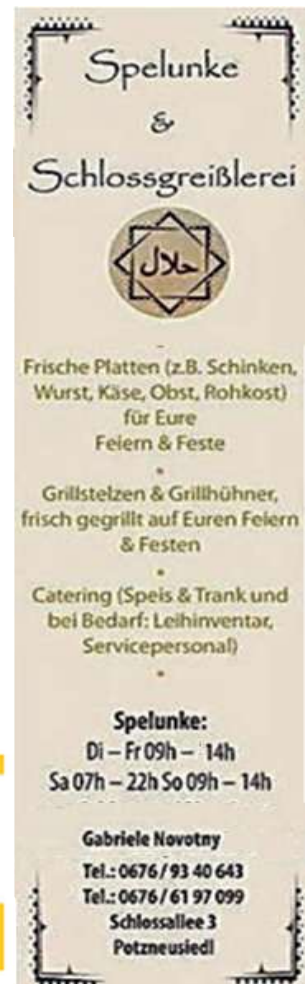 Spelunke
&
Schlossgreißlerei
حلال
Frische Platten (z.B. Schinken,
Wurst, Käse, Obst, Rohkost)
für Eure
Feiern & Feste
Grillstelzen & Grillhühner,
frisch gegrillt auf Euren Feiern
& Festen
Catering (Speis & Trank und
bei Bedarf: Leihinventar,
Servicepersonal)
Spelunke:
Di – Fr 09h – 14h
Sa 07h – 22h So 09h – 14h
Gabriele Novotny
Tel.: 0676 / 93 40 643
Tel.: 0676 / 61 97 099
Schlossallee 3
Potzneusiedl